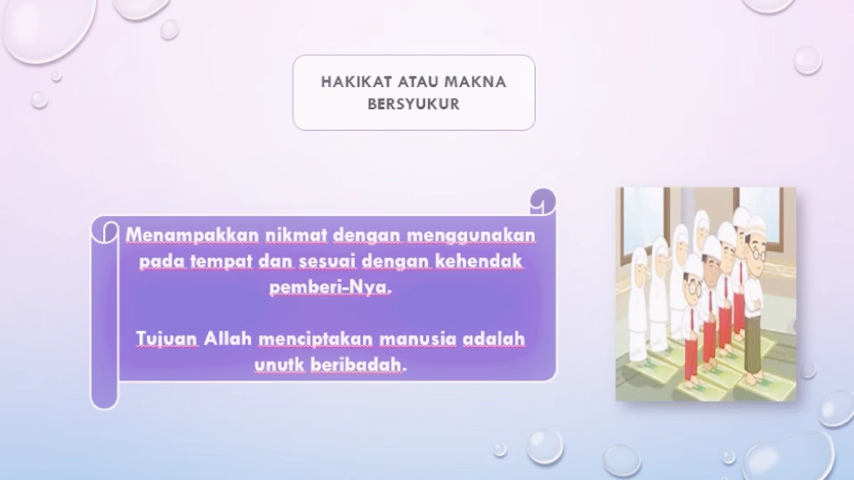 HAKIKAT ATAU MAKNA
BERSYUKUR
Menampakkan nikmat dengan menggunakan
pada tempat dan sesuai dengan kehendak
pemberi-Nya.
Tujuan Allah menciptakan manusia adalah
unutk beribadah.